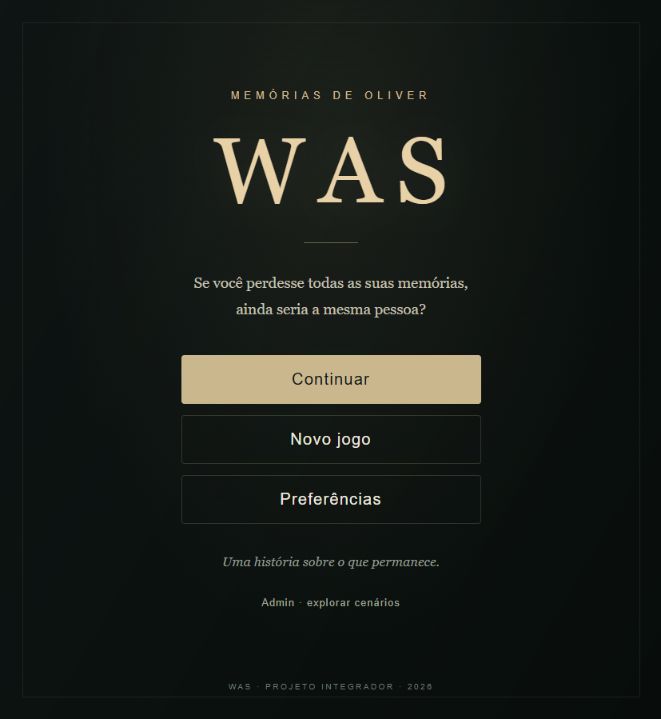 MEMÓRIAS DE OLIVER
WAS
Se você perdesse todas as suas memórias,
ainda seria a mesma pessoa?
Continuar
Novo jogo
Preferências
Uma história sobre o que permanece.
Admin · explorar cenários
WAS · PROJETO INTEGRADOR · 2026